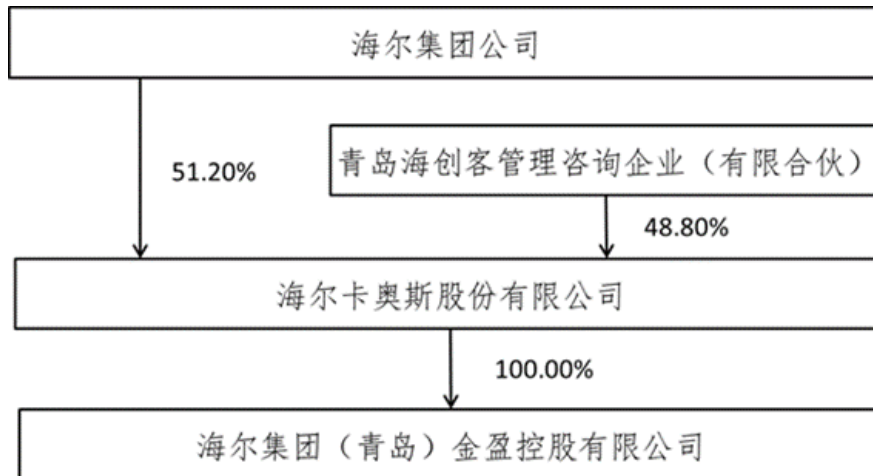 海尔集团公司
51.20%
青岛海创客管理咨询企业（有限合伙）
48.80%
海尔卡奥斯股份有限公司
100.00%
海尔集团（青岛）金盈控股有限公司